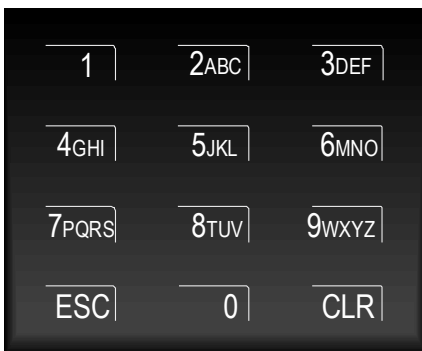 1 2ABC 3DEF
4GHI 5JKL 6MNO
7PQRS 8TUV 9WXYZ
ESC 0 CLR